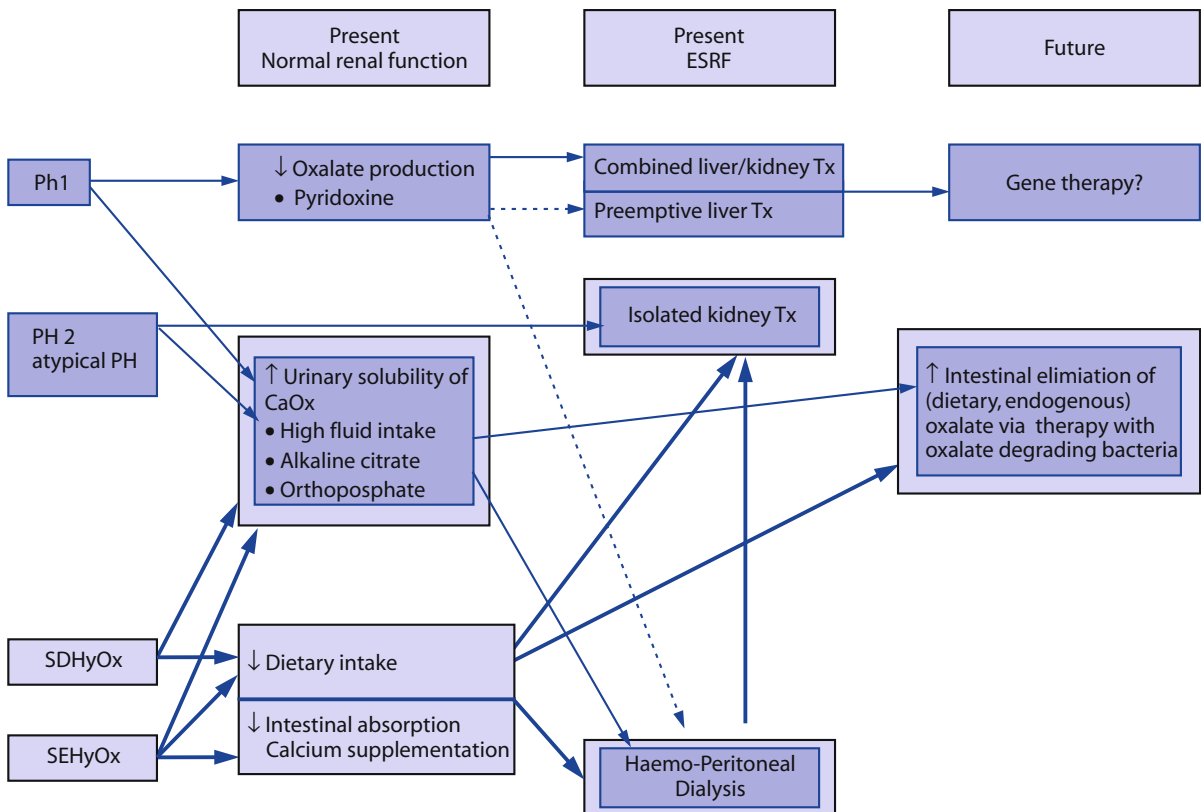 Present
Normal renal function
Present
ESRF
Future
Ph1
↓ Oxalate production
• Pyridoxine
Combined liver/kidney Tx
Preemptive liver Tx
Gene therapy?
PH 2
atypical PH
Isolated kidney Tx
↑ Urinary solubility of
CaOx
• High fluid intake
• Alkaline citrate
• Orthoposphate
↑ Intestinal elimiation of
(dietary, endogenous)
oxalate via therapy with
oxalate degrading bacteria
SDHyOx
↓ Dietary intake
↓ Intestinal absorption
Calcium supplementation
SEHyOx
Haemo-Peritoneal
Dialysis